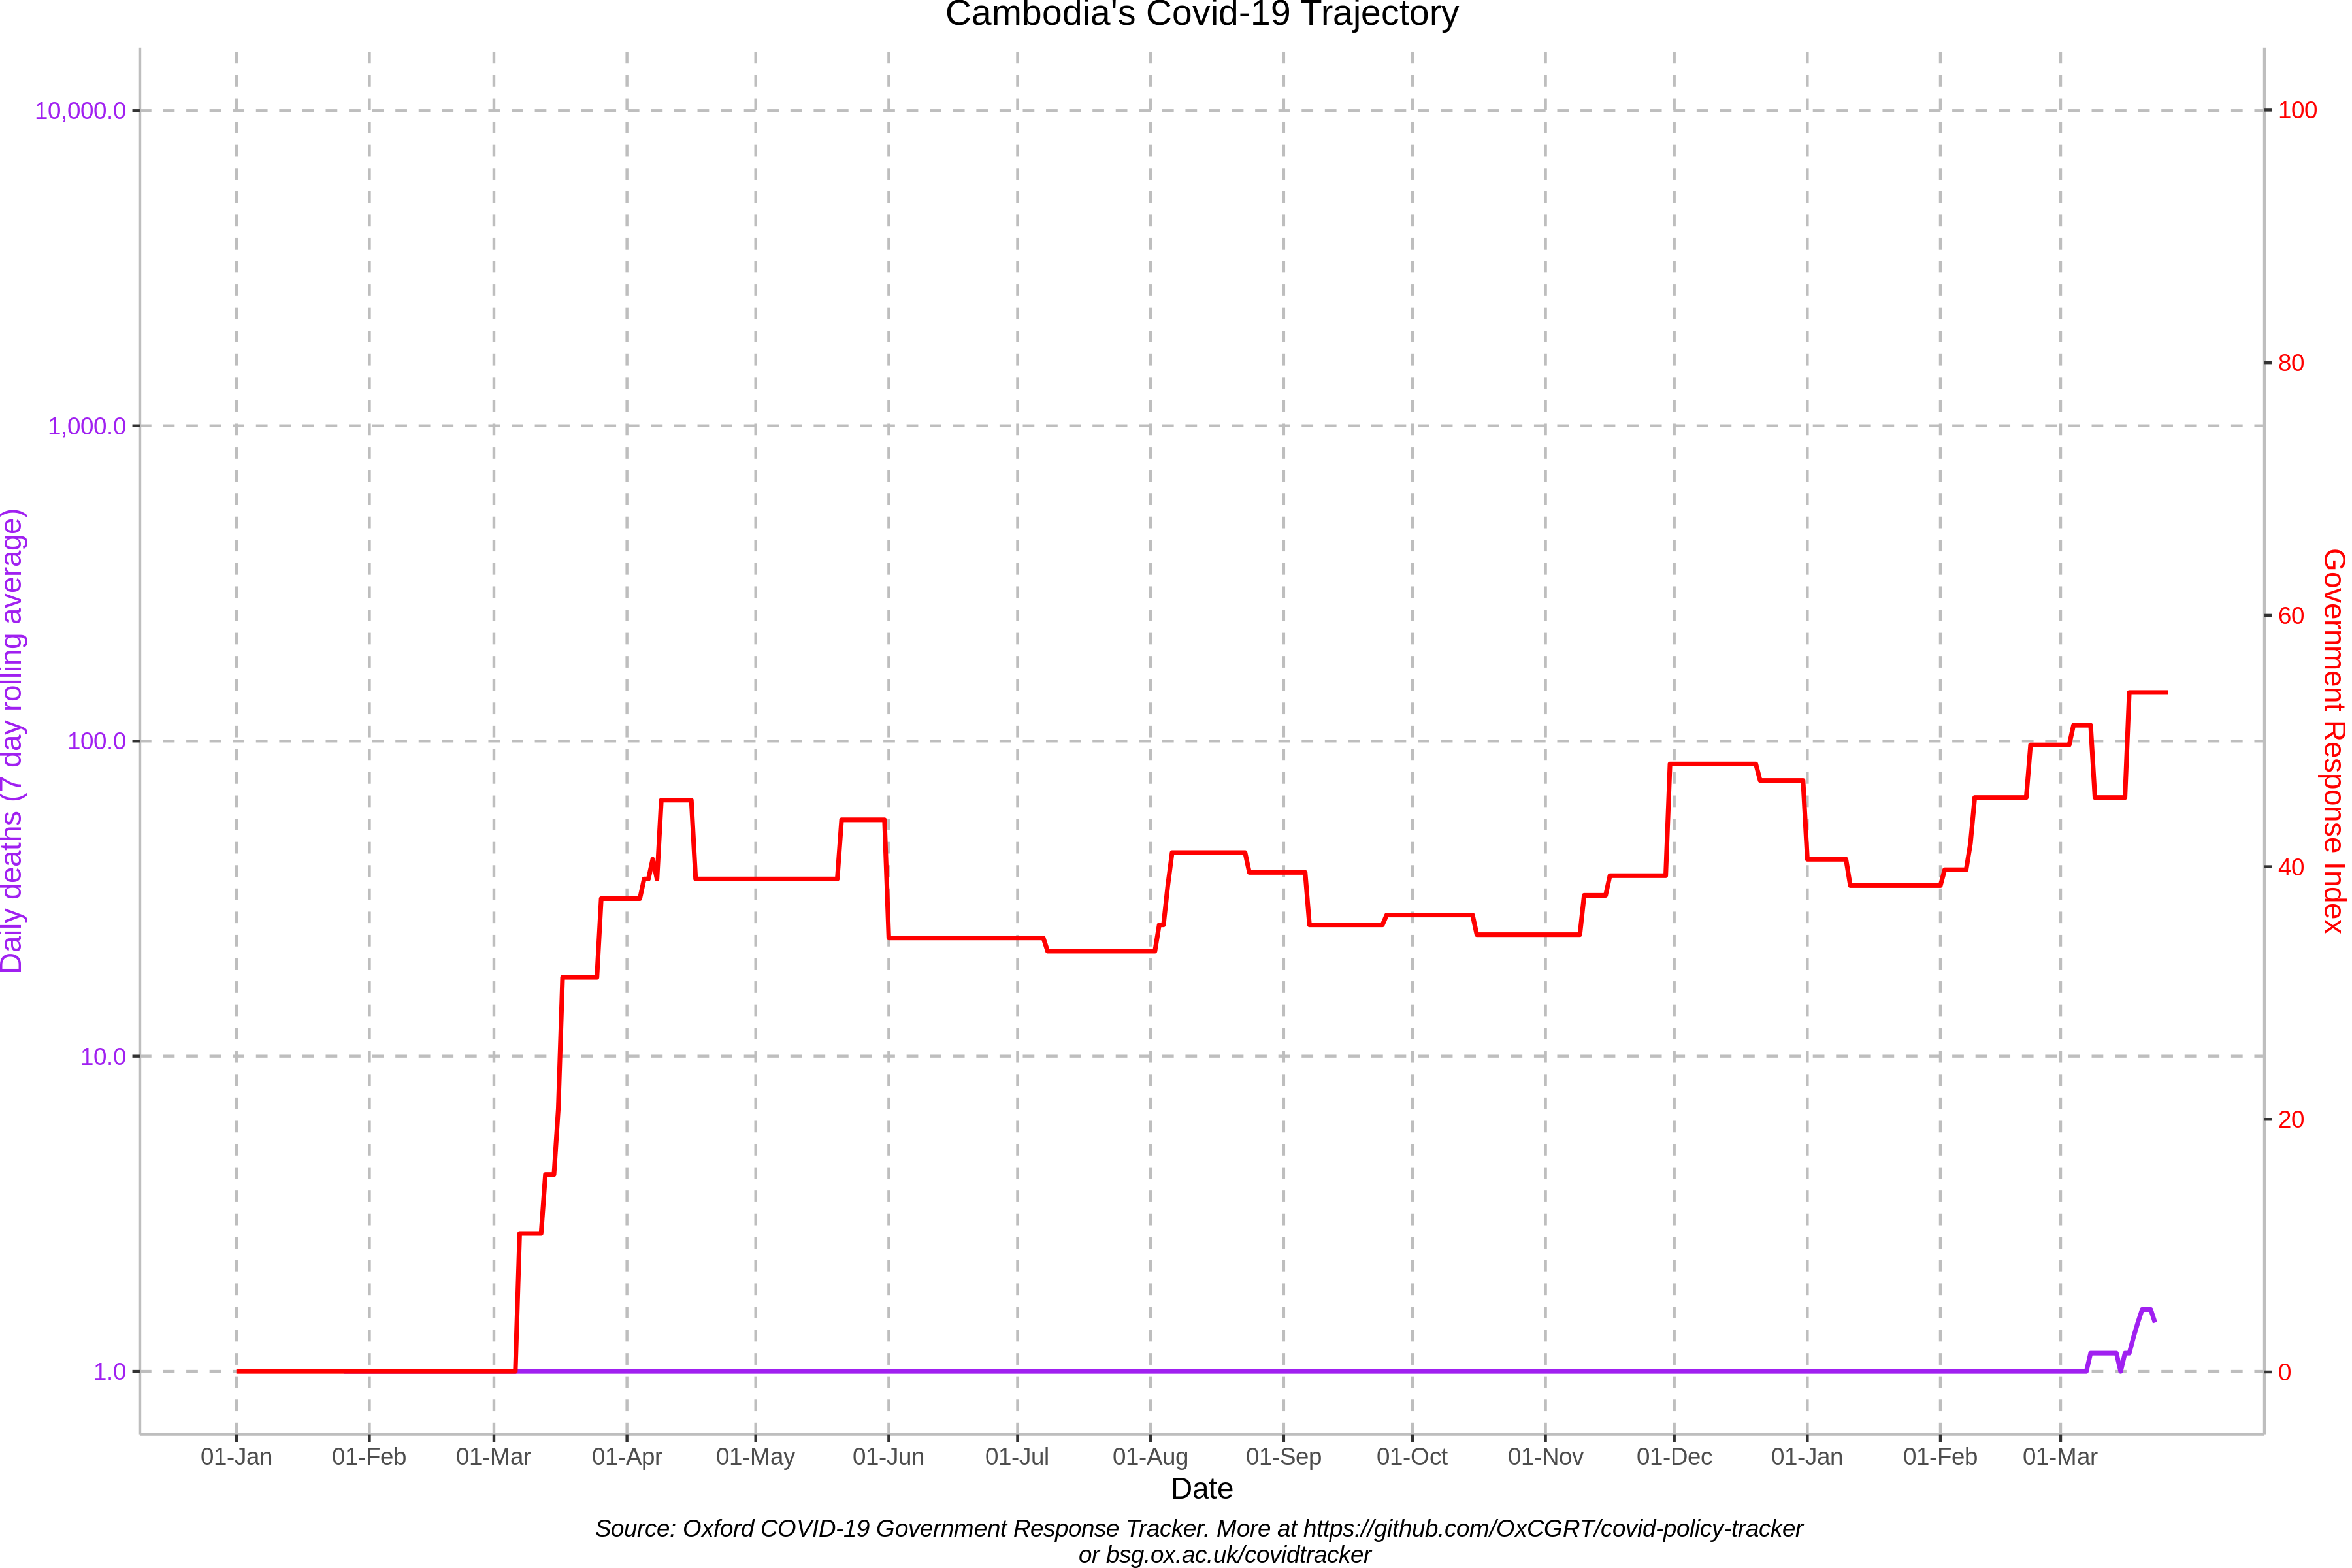 Cambodia's Covid-19 Trajectory
10,000.0
1,000.0
100.0
10.0
1.0
Daily deaths (7 day rolling average)
100
80
60
40
20
0
Government Response Index
01-Jan 01-Feb 01-Mar 01-Apr 01-May 01-Jun 01-Jul 01-Aug 01-Sep 01-Oct 01-Nov 01-Dec 01-Jan 01-Feb 01-Mar
Date
Source: Oxford COVID-19 Government Response Tracker. More at https://github.com/OxCGRT/covid-policy-tracker
or bsg.ox.ac.uk/covidtracker